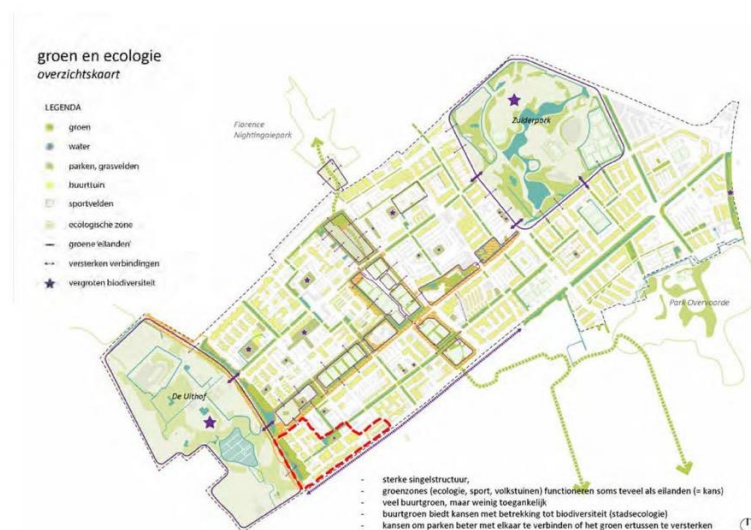 groen en ecologie
overzichtskaart
LEGENDA
groen
water
parken, grasvelden
buurttuin
sportvelden
ecologische zone
groene 'eilanden'
versterken verbindingen
vergroten biodiversiteit
Florence
Nightingalepark
Zuiderpark
Park Overvoorde
De Uithof
- sterke singelstructuur,
- groenzones (ecologie, sport, volkstuinen) functioneren soms teveel als eilanden (= kans)
- veel buurtgroen, maar weinig toegankelijk
- buurtgroen biedt kansen met betrekking tot biodiversiteit (stadsecologie)
- kansen om parken beter met elkaar te verbinden of het groen ertussen te versterken